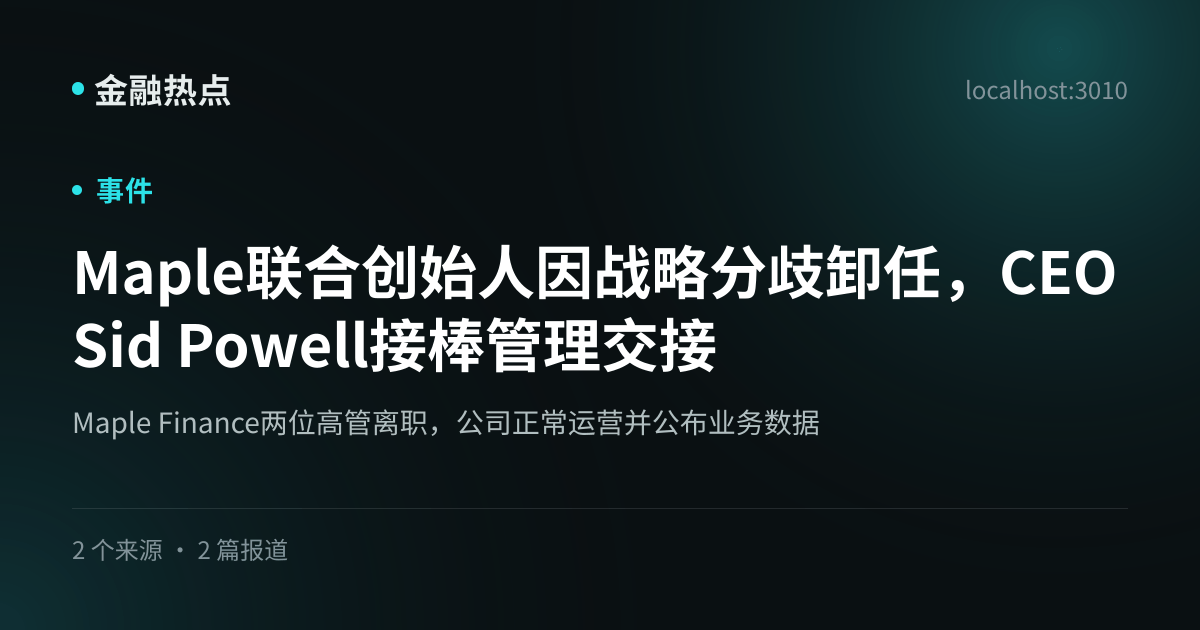 金融热点
localhost:3010
事件
Maple联合创始人因战略分歧卸任，CEO
Sid Powell接棒管理交接
Maple Finance两位高管离职，公司正常运营并公布业务数据
2 个来源 · 2 篇报道